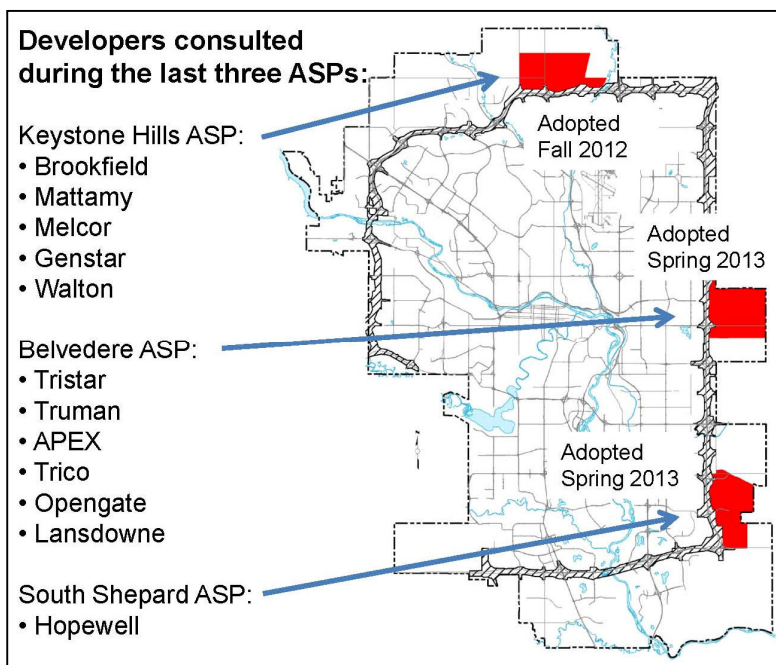 Developers consulted
during the last three ASPs:
Keystone Hills ASP:
• Brookfield
• Mattamy
• Melcor
• Genstar
• Walton
Belvedere ASP:
• Tristar
• Truman
• APEX
• Trico
• Opengate
• Lansdowne
South Shepard ASP:
• Hopewell
Adopted
Fall 2012
Adopted
Spring 2013
Adopted
Spring 2013